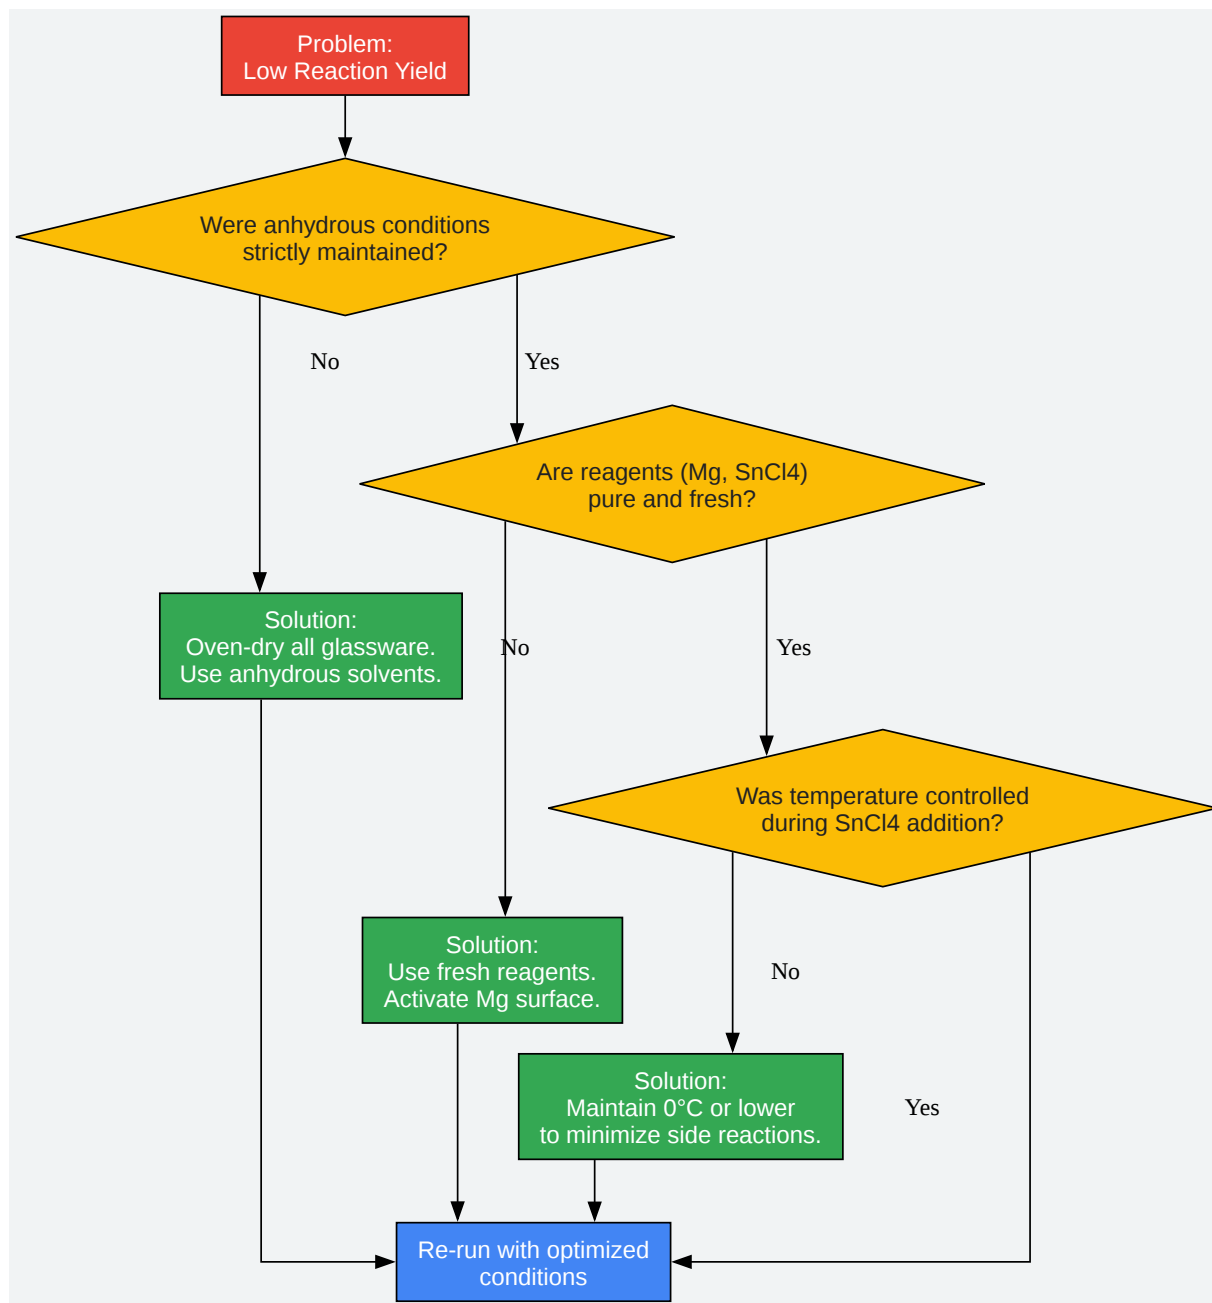 Problem:
Low Reaction Yield
Were anhydrous conditions
strictly maintained?
No
Yes
Are reagents (Mg, SnCl4)
pure and fresh?
Solution:
Oven-dry all glassware.
Use anhydrous solvents.
No
Yes
Was temperature controlled
during SnCl4 addition?
Solution:
Use fresh reagents.
Activate Mg surface.
No
Solution:
Maintain 0°C or lower
to minimize side reactions.
Yes
Re-run with optimized
conditions